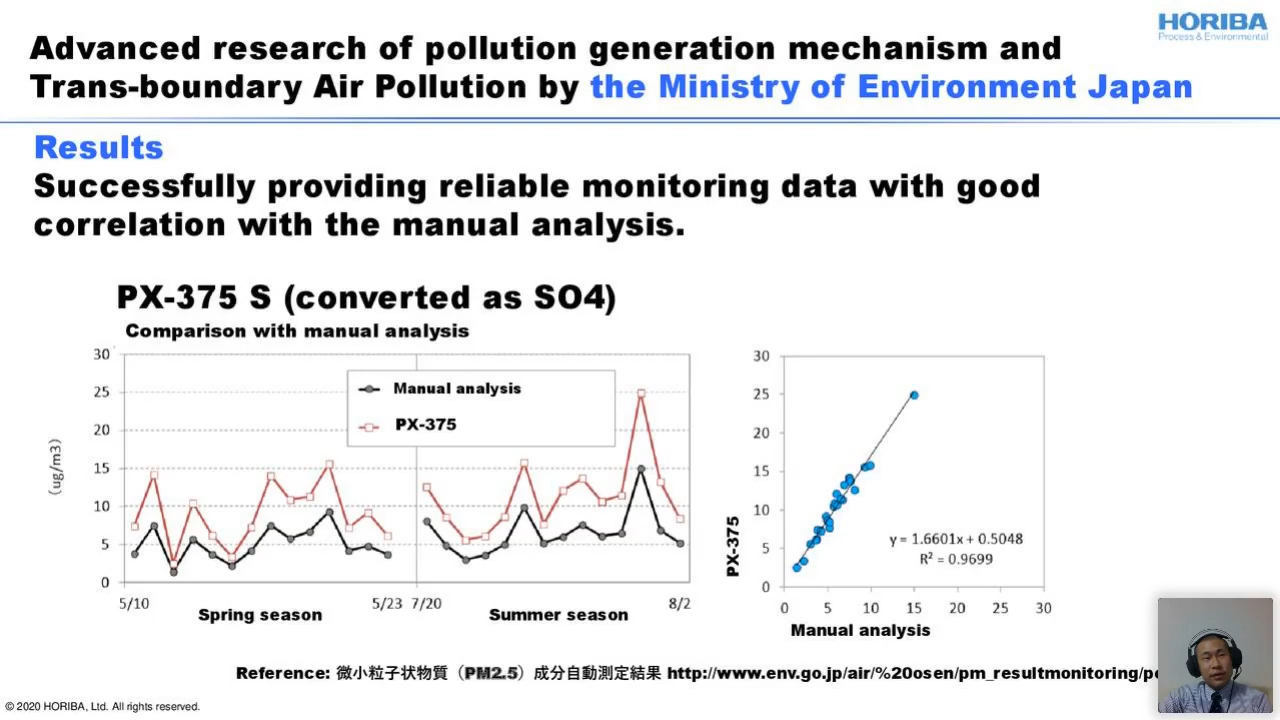 HORIBA
Process & Environmental
Advanced research of pollution generation mechanism and
Trans-boundary Air Pollution by the Ministry of Environment Japan
Results
Successfully providing reliable monitoring data with good
correlation with the manual analysis.
PX-375 S (converted as SO4)
Comparison with manual analysis
30
25
20
15
10
5
0
(ug/m3)
Manual analysis
PX-375
5/10
5/23
7/20
8/2
Spring season
Summer season
30
25
20
15
10
5
0
PX-375
y = 1.6601x + 0.5048
R² = 0.9699
0 5 10 15 20 25 30
Manual analysis
Reference: 微小粒子状物質（PM2.5）成分自動測定結果 http://www.env.go.jp/air/%20osen/pm_resultmonitoring/po
© 2020 HORIBA, Ltd. All rights reserved.